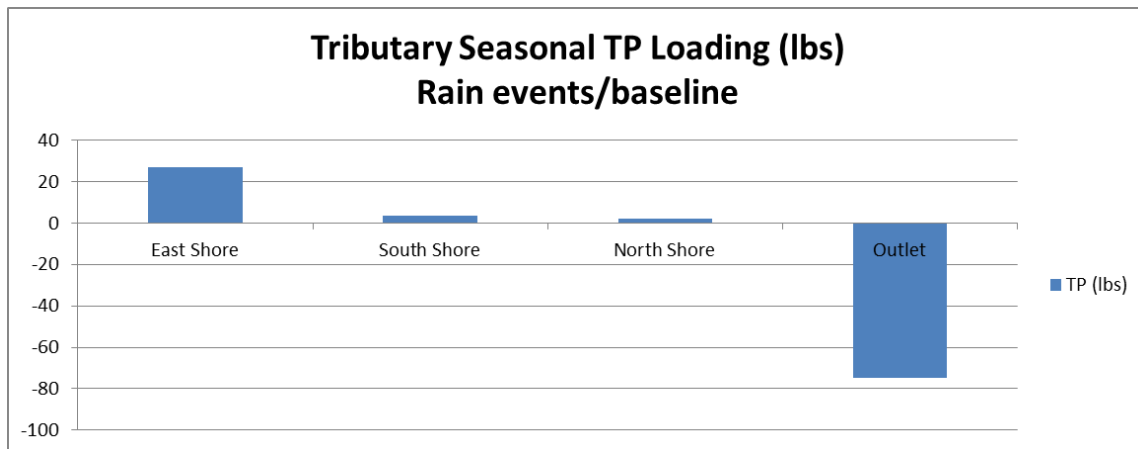 Tributary Seasonal TP Loading (lbs)
Rain events/baseline
40
20
0
-20
-40
-60
-80
-100
East Shore
South Shore
North Shore
Outlet
TP (lbs)